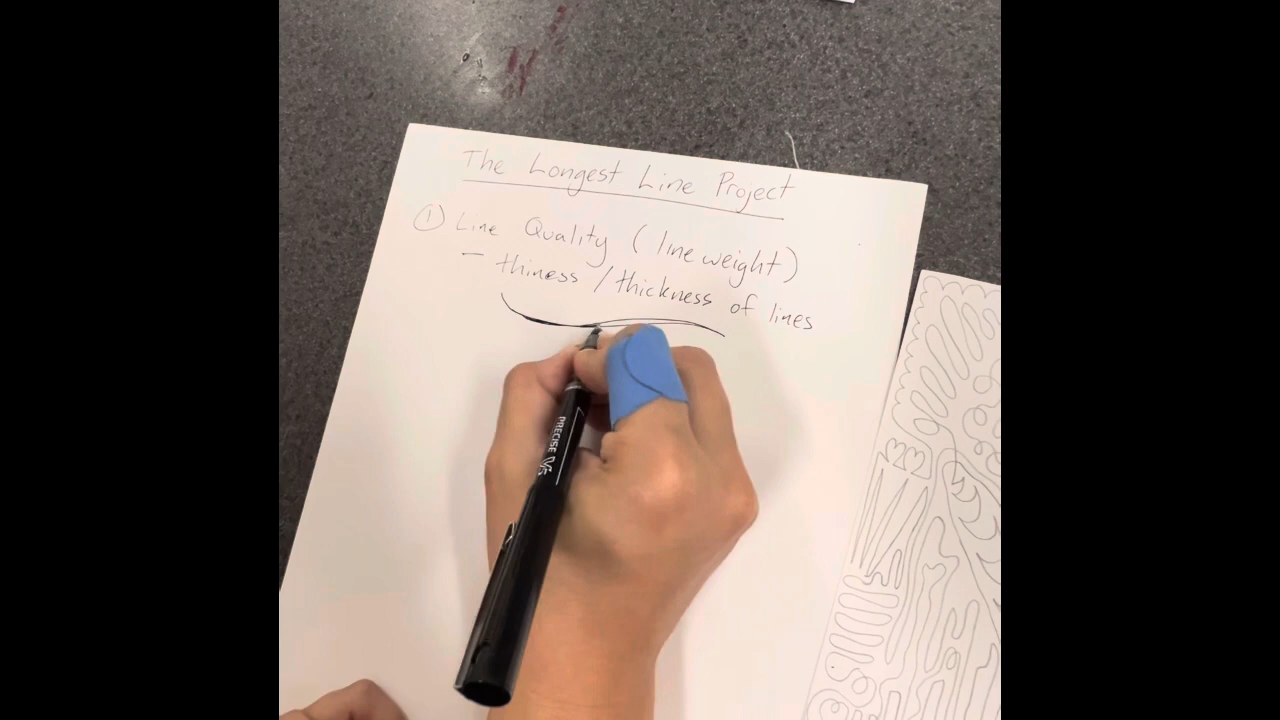 The Longest Line Project
① Line Quality (line weight)
- thiness / thickness of lines
PRECISE V5